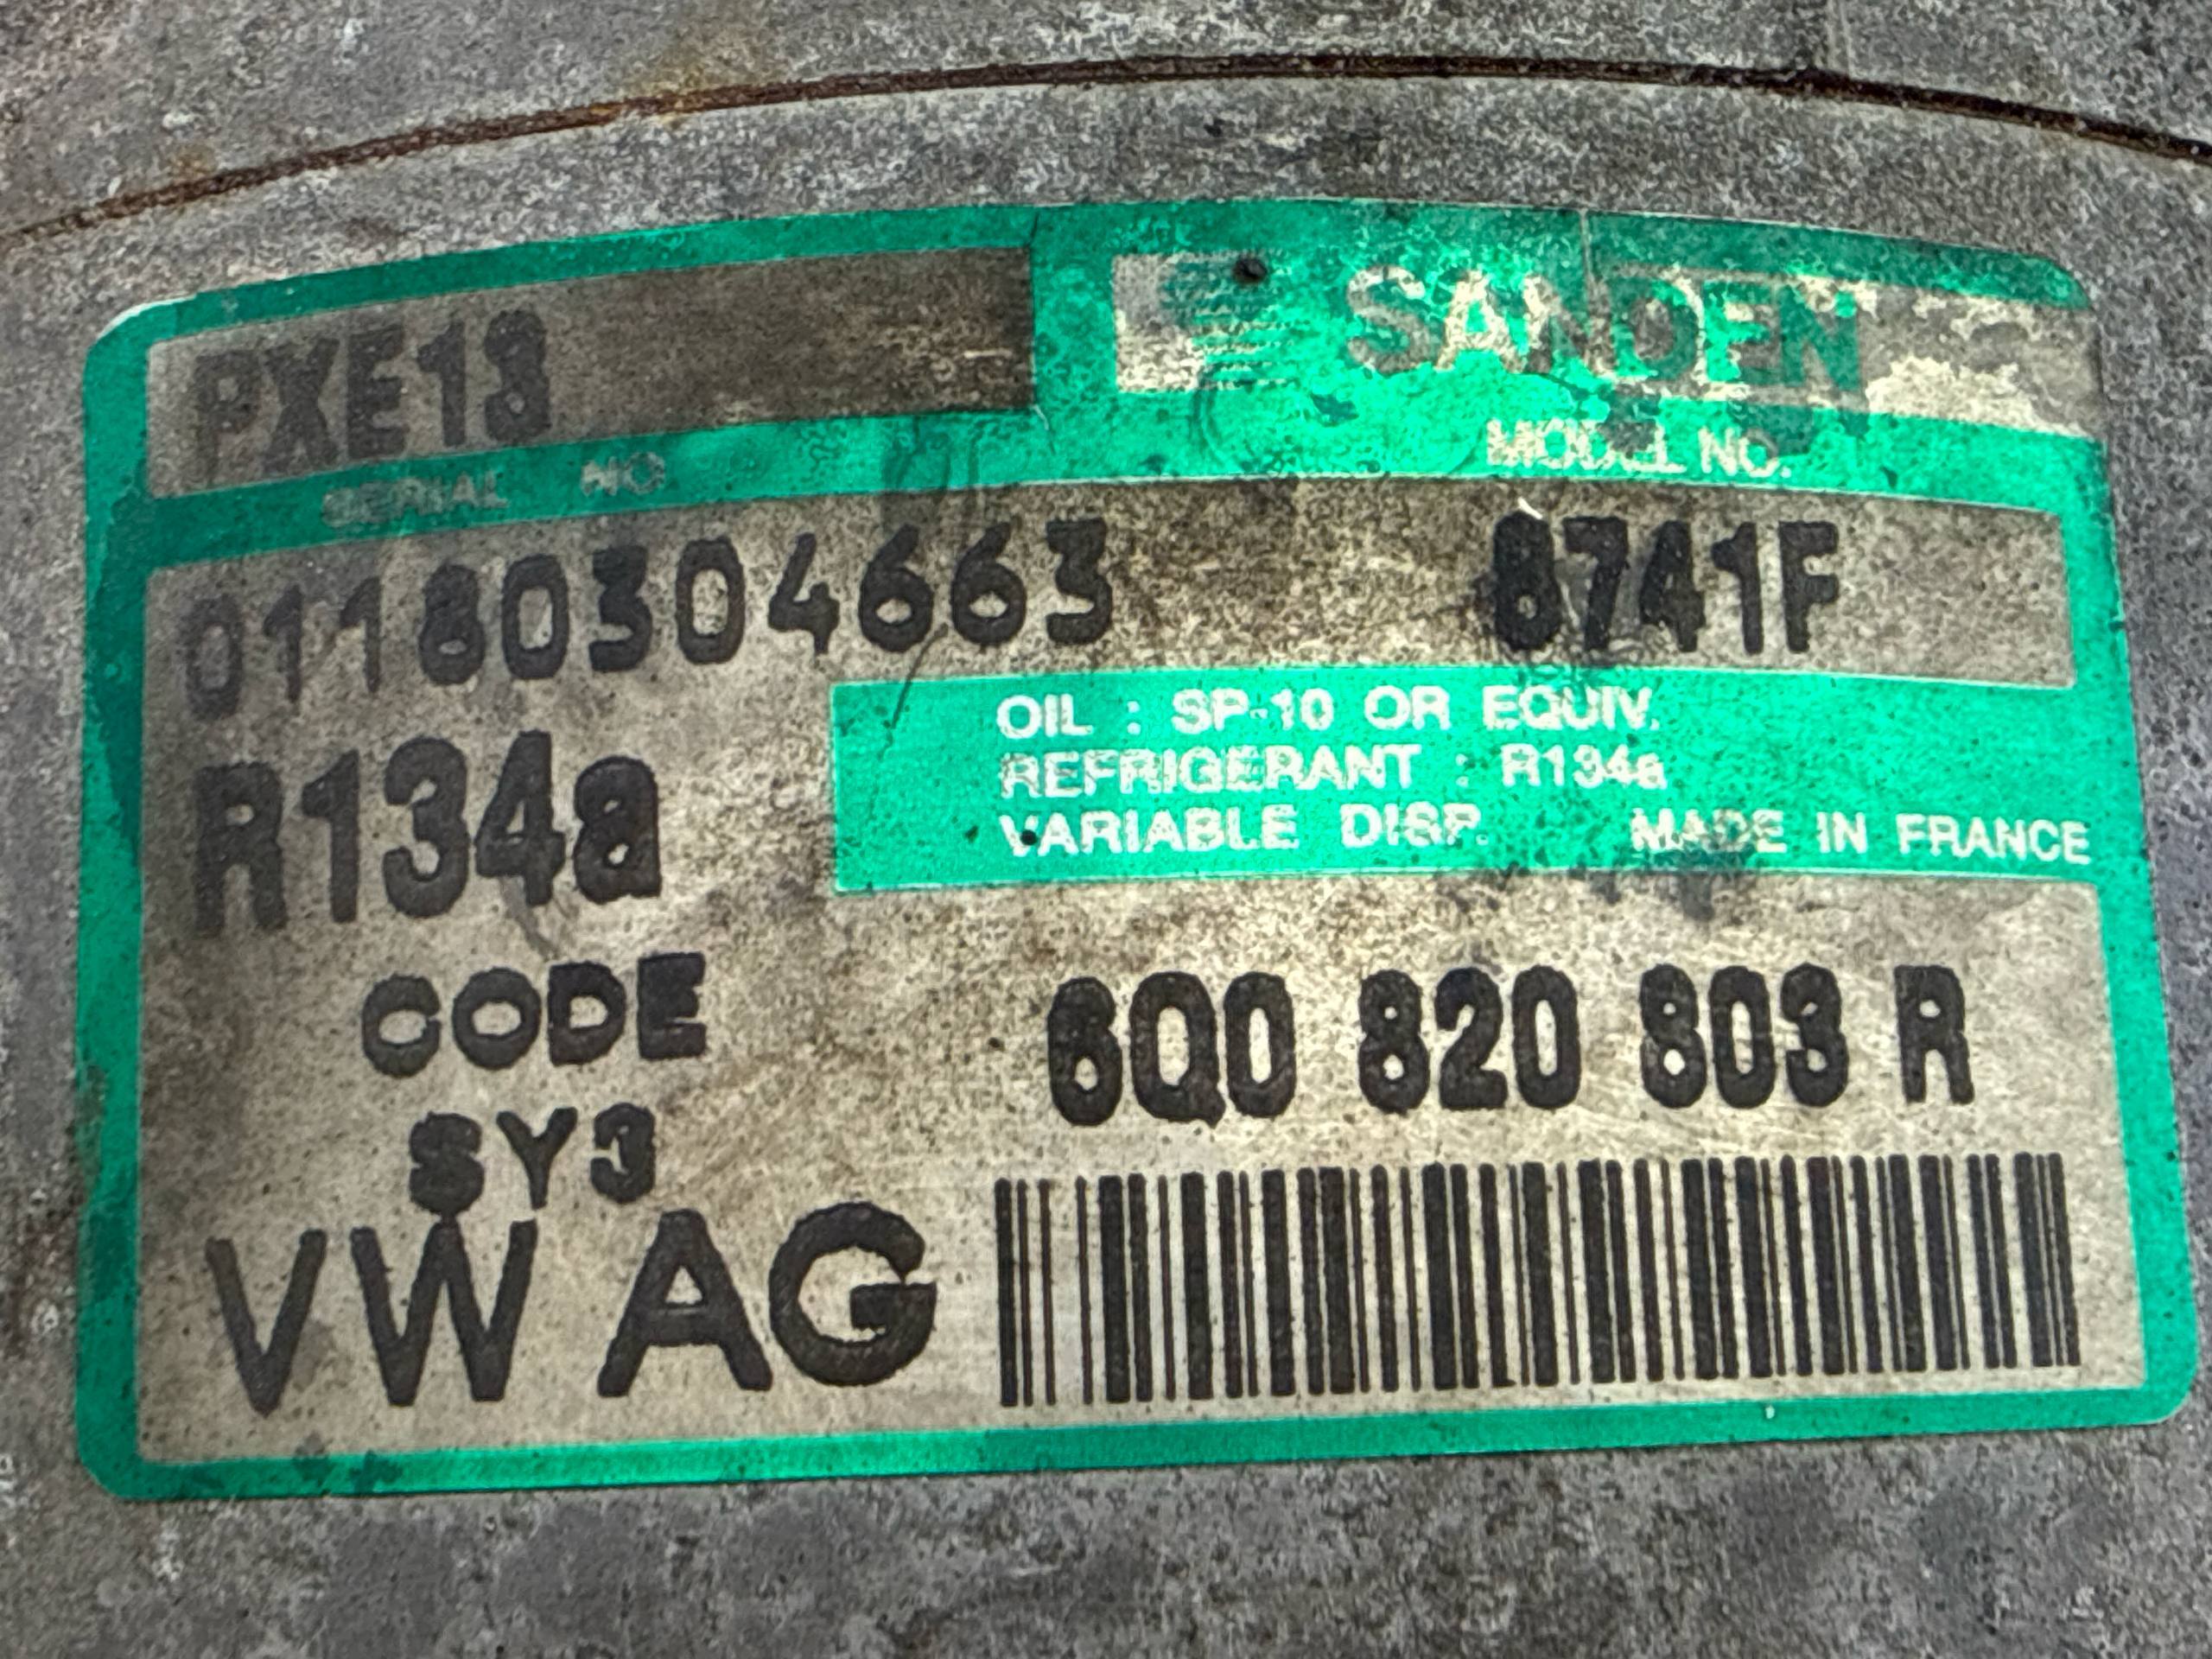 PXE13
SANDEN
SERIAL NO
MODEL NO.
01180304663 8741F
R134a
OIL : SP-10 OR EQUIV.
REFRIGERANT : R134a
VARIABLE DISP. MADE IN FRANCE
CODE
SY3
6Q0 820 803 R
VW AG